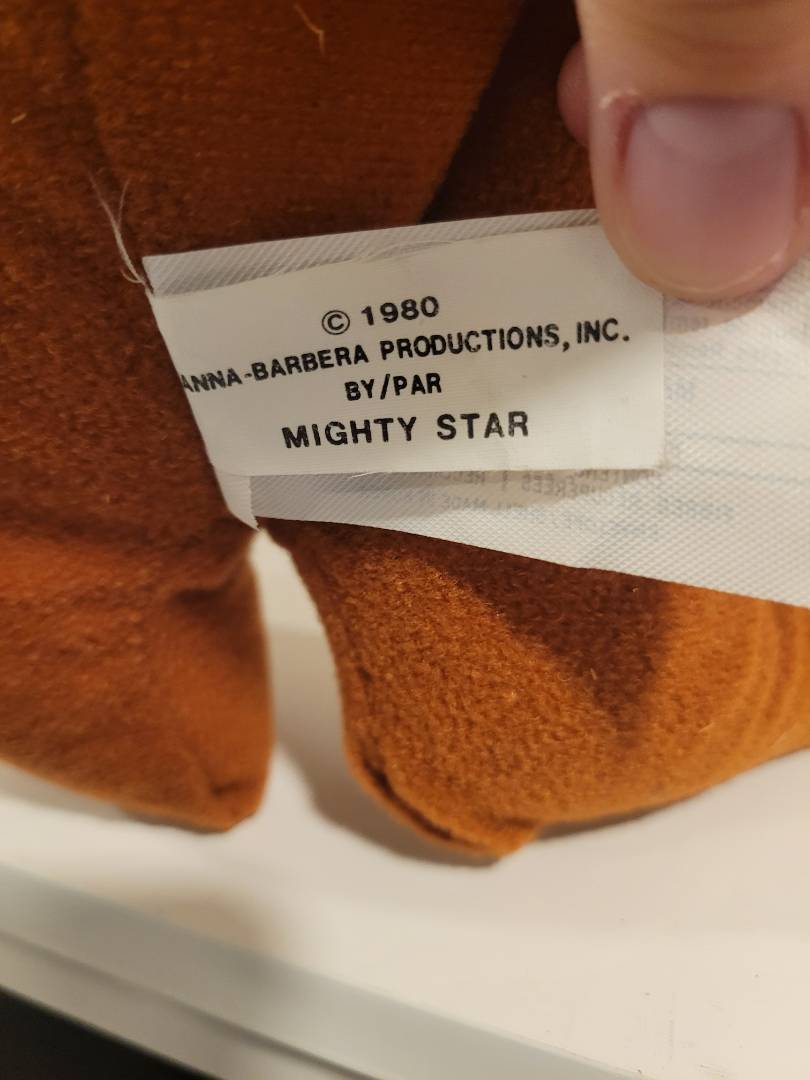 © 1980
ANNA-BARBERA PRODUCTIONS, INC.
BY/PAR
MIGHTY STAR